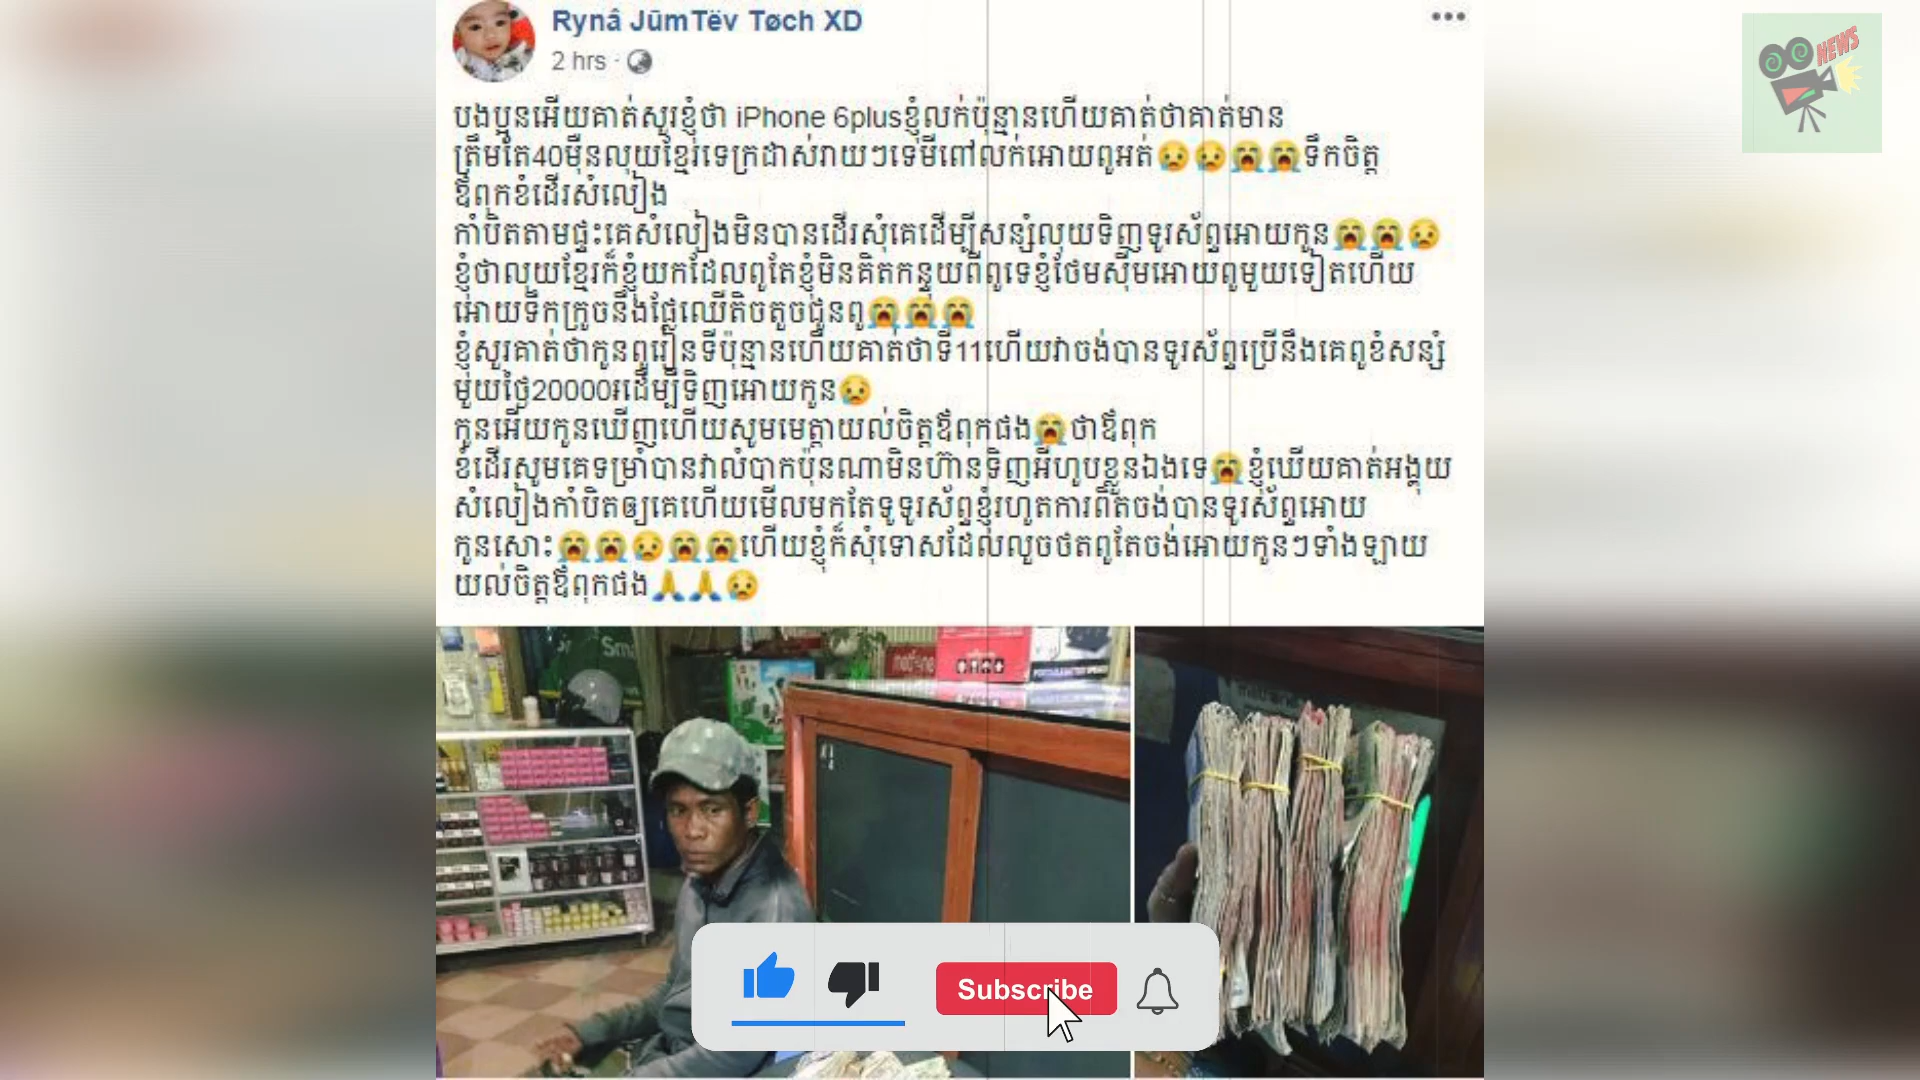 Rynâ JūmTëv Tøch XD
2 hrs ·
NEWS
បងប្អូនអើយគាត់សួរខ្ញុំថា iPhone 6plusខ្ញុំលក់ប៉ុន្មានហើយគាត់ថាគាត់មាន
ត្រឹមតែ40ម៉ឺនលុយខ្មែរទេក្រដាស់រាយៗទេមីពៅលក់អោយពូអត់😢😢😭😭ទឹកចិត្ត
ឪពុកខំដើរសំលៀង
កាំបិតតាមផ្ទះគេសំលៀងមិនបានដើរសុំគេដើម្បីសន្សំលុយទិញទូរស័ព្ទអោយកូន😭😭😢
ខ្ញុំថាលុយខ្មែរក៏ខ្ញុំយកដែលពូតែខ្ញុំមិនគិតកន្ទុយពីពូទេខ្ញុំថែមស៊ីមអោយពូមួយទៀតហើយ
អោយទឹកក្រូចនឹងផ្លែឈើតិចតួចជូនពូ😭😭😭
ខ្ញុំសួរគាត់ថាកូនពូរៀនទីប៉ុន្មានហើយគាត់ថាទី11ហើយវាចង់បានទូរស័ព្ទប្រើនឹងគេពូខំសន្សំ
មួយថ្ងៃ20000៛ដើម្បីទិញអោយកូន😢
កូនអើយកូនឃើញហើយសូមមេត្តាយល់ចិត្តឪពុកផង😭ថាឪពុក
ខំដើរសូមគេទម្រាំបានវាលំបាកប៉ុនណាមិនហ៊ានទិញអីហូបខ្លួនឯងទេ😭ខ្ញុំឃើយគាត់អង្គុយ
សំលៀងកាំបិតឲ្យគេហើយមើលមកតែទូទូរស័ព្ទខ្ញុំរហូតការពិតចង់បានទូរស័ព្ទអោយ
កូនសោះ😭😭😢😭😭ហើយខ្ញុំក៏សុំទោសដែលលួចថតពូតែចង់អោយកូនៗទាំងឡាយ
យល់ចិត្តឪពុកផង🙏🙏😢
Subscribe